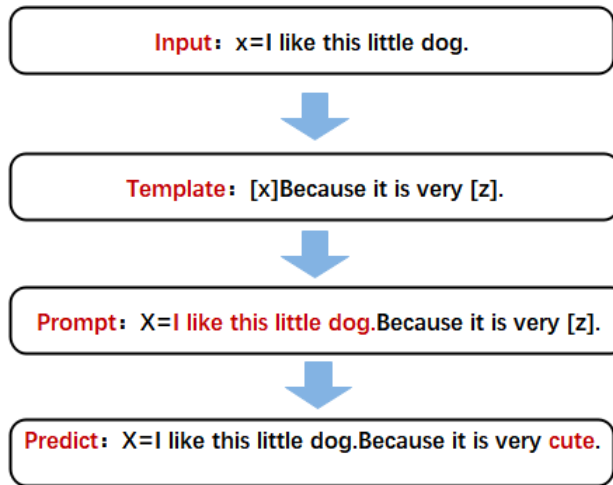 Input：x=I like this little dog.
Template：[x]Because it is very [z].
Prompt：X=I like this little dog.Because it is very [z].
Predict：X=I like this little dog.Because it is very cute.